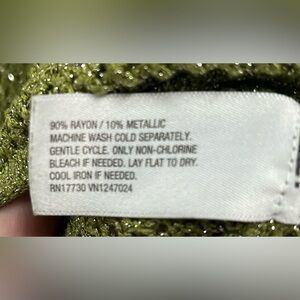 90% RAYON / 10% METALLIC
MACHINE WASH COLD SEPARATELY.
GENTLE CYCLE. ONLY NON-CHLORINE
BLEACH IF NEEDED. LAY FLAT TO DRY.
COOL IRON IF NEEDED.
RN17730 VN1247024